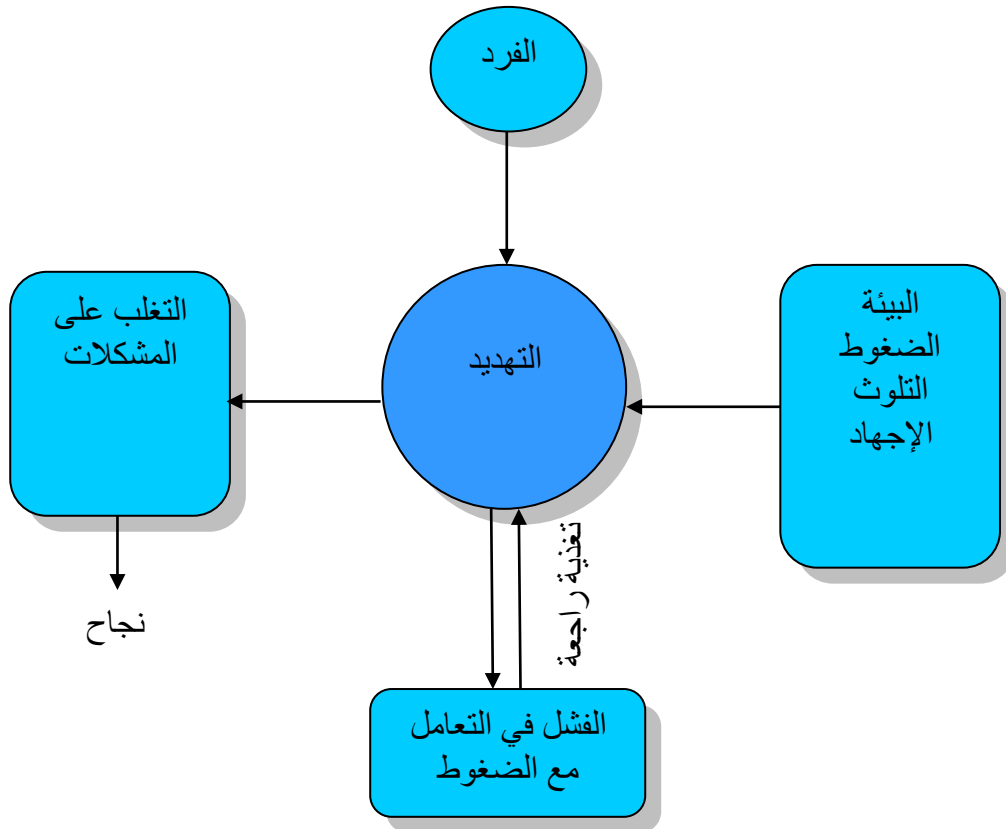 الفرد
البيئة
الضغوط
التلوث
الإجهاد
التهديد
التغلب على
المشكلات
نجاح
تغذية راجعة
الفشل في التعامل
مع الضغوط